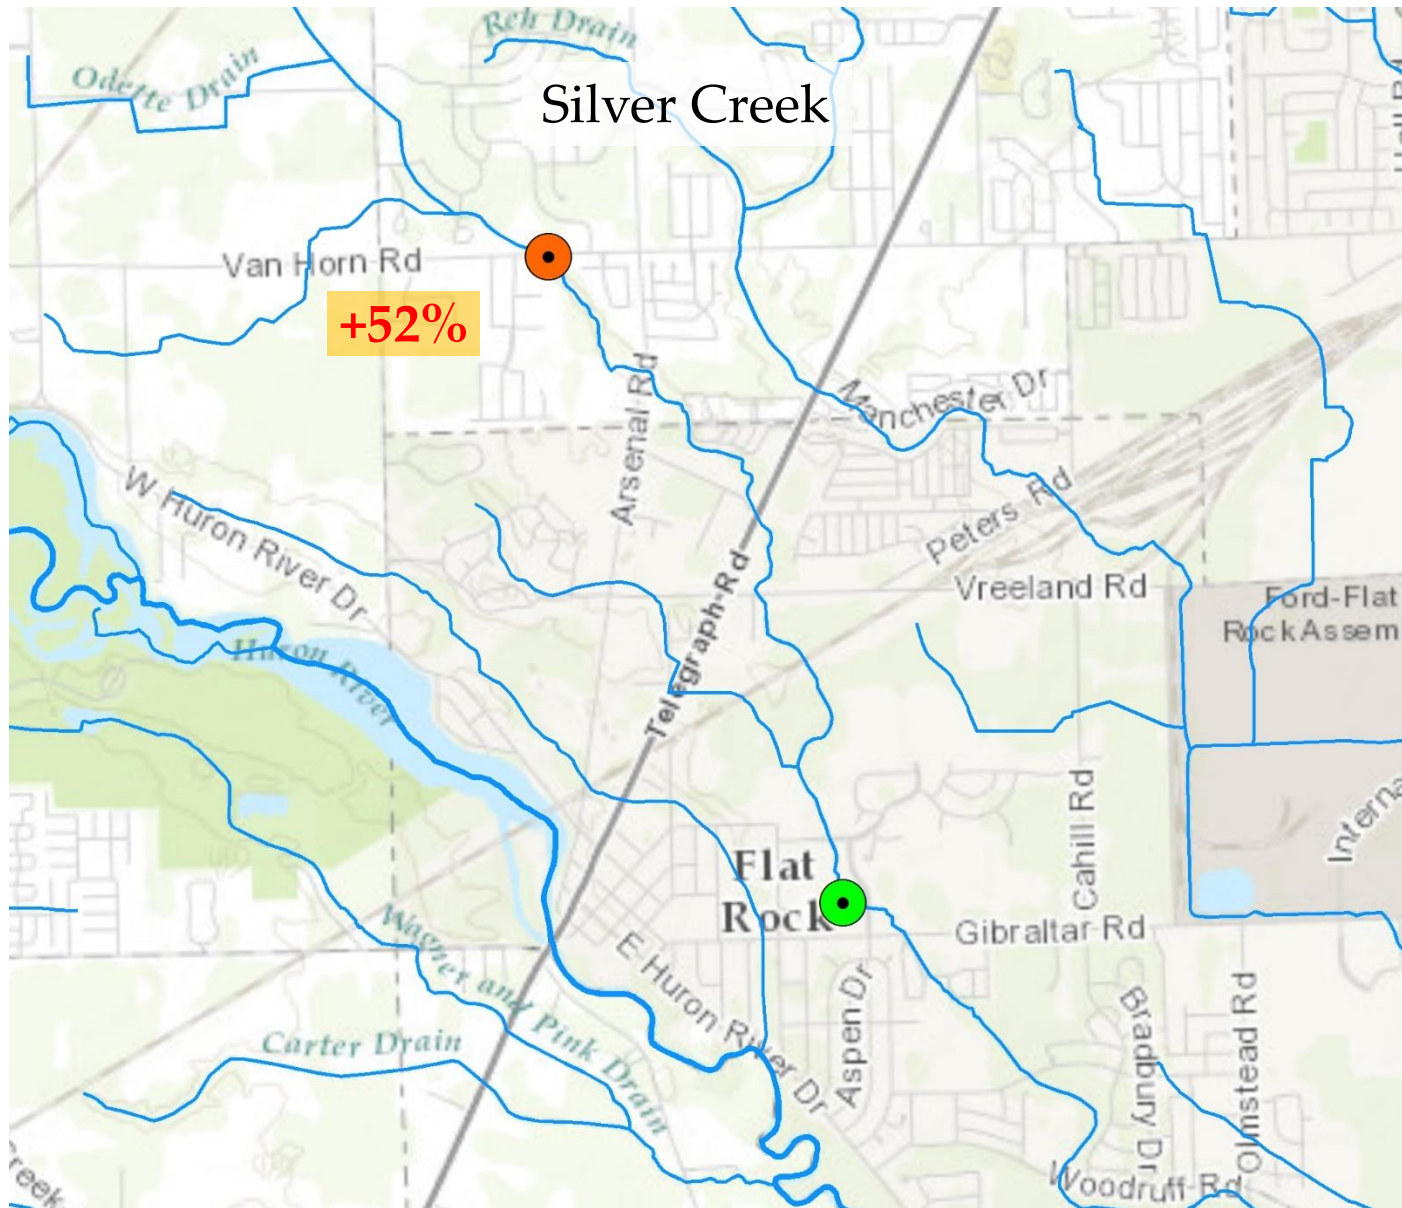 Reh Drain
Odette Drain
Silver Creek
Van Horn Rd
+52%
Manchester Dr
Arsenal Rd
W Huron River Dr
Peters Rd
Vreeland Rd
Ford-Flat
Rock Assem
Huron River
Telegraph Rd
Cahill Rd
Interna
Flat
Rock
Gibraltar Rd
Wagner and Pink Drain
E Huron River Dr
Aspen Dr
Bradbury Dr
Olmstead Rd
Carter Drain
Woodruff Rd
reek